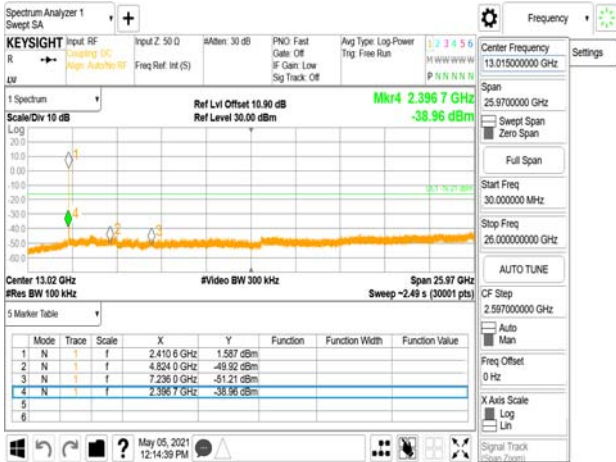 Spectrum Analyzer 1
Swept SA
+
Frequency
KEYSIGHT
Input: RF
Coupling: DC
Align: Auto/No RF
Input Z: 50 Ω
Freq Ref: Int (S)
#Atten: 30 dB
PNO: Fast
Gate: Off
IF Gain: Low
Sig Track: Off
Avg Type: Log-Power
Trig: Free Run
1 2 3 4 5 6
M W W W W W
P N N N N N
R
LV
1 Spectrum
Scale/Div 10 dB
Ref Lvl Offset 10.90 dB
Ref Level 30.00 dBm
Mkr4 2.396 7 GHz
-38.96 dBm
Log
20.0
10.0
0.00
-10.0
-20.0
-30.0
-40.0
-50.0
-60.0
1
4
2
3
Center 13.02 GHz
#Res BW 100 kHz
#Video BW 300 kHz
Span 25.97 GHz
Sweep ~2.49 s (30001 pts)
5 Marker Table
Mode Trace Scale X Y Function Function Width Function Value
1 N 1 f 2.410 6 GHz 1.587 dBm
2 N 1 f 4.824 0 GHz -49.92 dBm
3 N 1 f 7.236 0 GHz -51.21 dBm
4 N 1 f 2.396 7 GHz -38.96 dBm
5
6
?
May 05, 2021
12:14:39 PM
Center Frequency
13.015000000 GHz
Settings
Span
25.9700000 GHz
Swept Span
Zero Span
Full Span
Start Freq
30.000000 MHz
Stop Freq
26.000000000 GHz
AUTO TUNE
CF Step
2.597000000 GHz
Auto
Man
Freq Offset
0 Hz
X Axis Scale
Log
Lin
Signal Track
(Span Zoom)